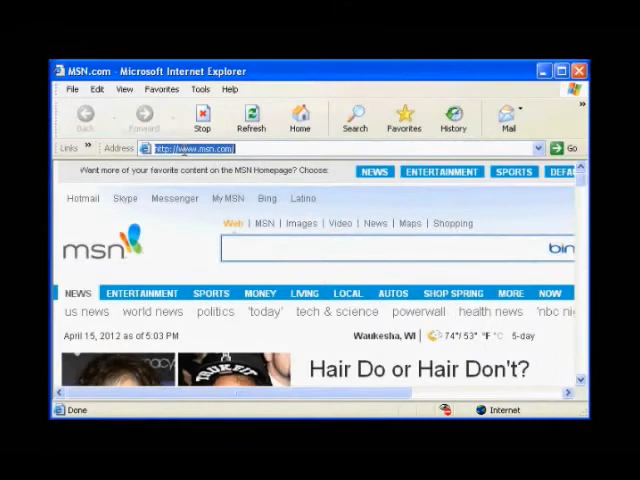 MSN.com - Microsoft Internet Explorer
File Edit View Favorites Tools Help
Back Forward Stop Refresh Home Search Favorites History Mail
Links Address http://www.msn.com/ Go
Want more of your favorite content on the MSN Homepage? Choose: NEWS ENTERTAINMENT SPORTS DEFAU
Hotmail Skype Messenger My MSN Bing Latino
Web | MSN | Images | Video | News | Maps | Shopping
msn bin
NEWS ENTERTAINMENT SPORTS MONEY LIVING LOCAL AUTOS SHOP SPRING MORE NOW
us news world news politics 'today' tech & science powerwall health news 'nbc ni
April 15, 2012 as of 5:03 PM Waukesha, WI | 74°/ 53° °F °C 5-day
Hair Do or Hair Don't?
Done Internet